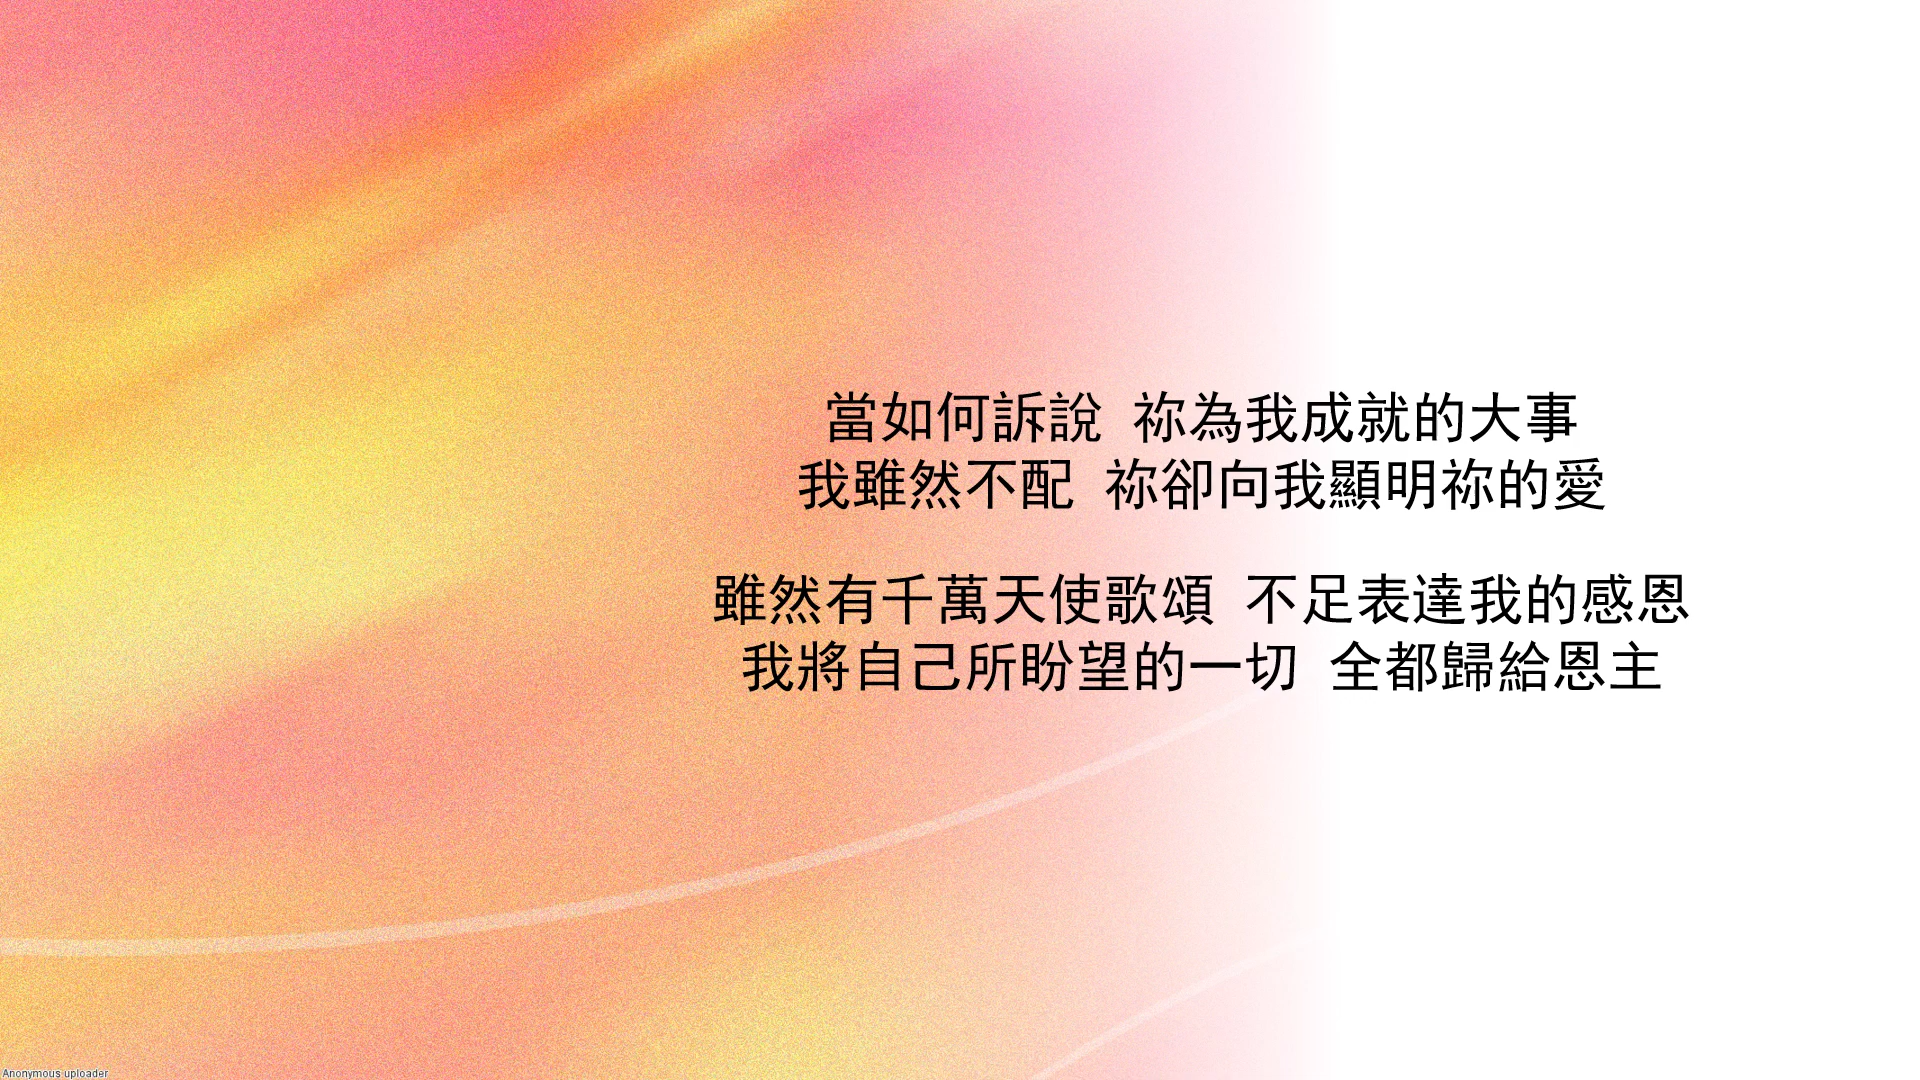 當如何訴說 祢為我成就的大事
我雖然不配 祢卻向我顯明祢的愛
雖然有千萬天使歌頌 不足表達我的感恩
我將自己所盼望的一切 全都歸給恩主
Anonymous uploader